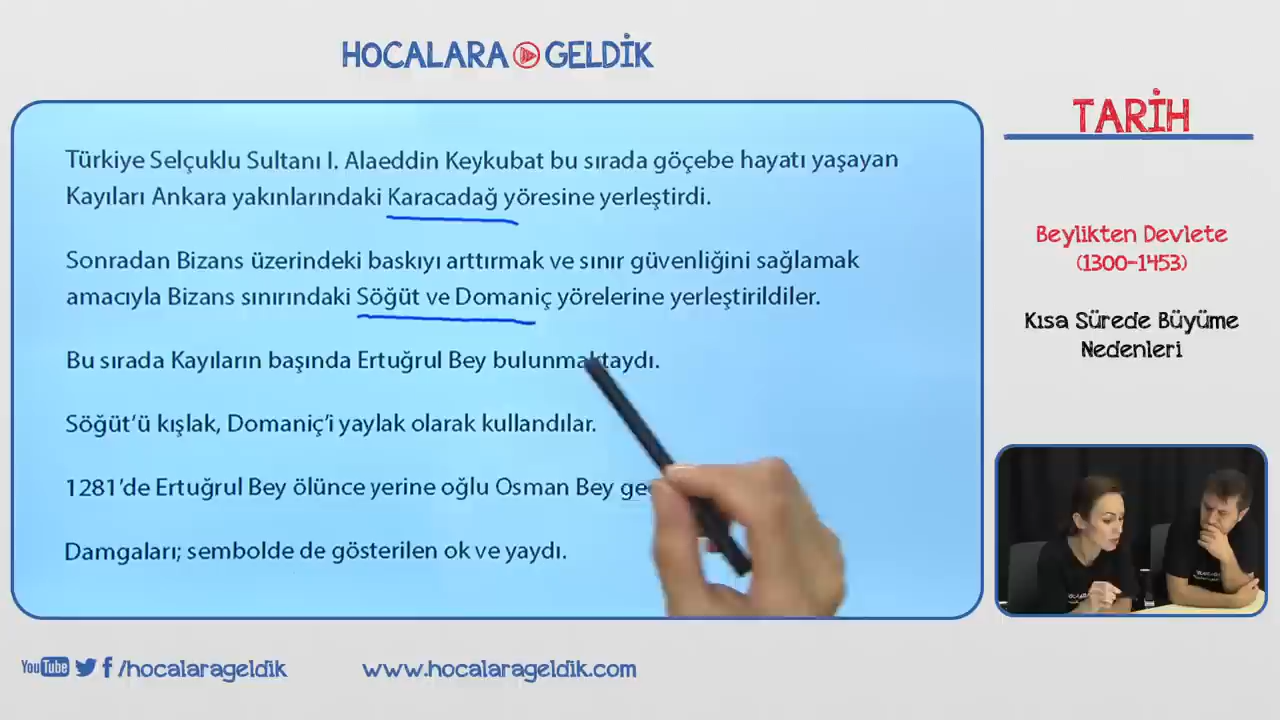 HOCALARA GELDİK
TARİH
Türkiye Selçuklu Sultanı I. Alaeddin Keykubat bu sırada göçebe hayatı yaşayan
Kayıları Ankara yakınlarındaki Karacadağ yöresine yerleştirdi.
Sonradan Bizans üzerindeki baskıyı arttırmak ve sınır güvenliğini sağlamak
amacıyla Bizans sınırındaki Söğüt ve Domaniç yörelerine yerleştirildiler.
Bu sırada Kayıların başında Ertuğrul Bey bulunmaktaydı.
Söğüt'ü kışlak, Domaniç'i yaylak olarak kullandılar.
1281'de Ertuğrul Bey ölünce yerine oğlu Osman Bey
Damgaları; sembolde de gösterilen ok ve yaydı.
Beylikten Devlete
(1300-1453)
Kısa Sürede Büyüme
Nedenleri
YouTube /hocalarageldik
www.hocalarageldik.com